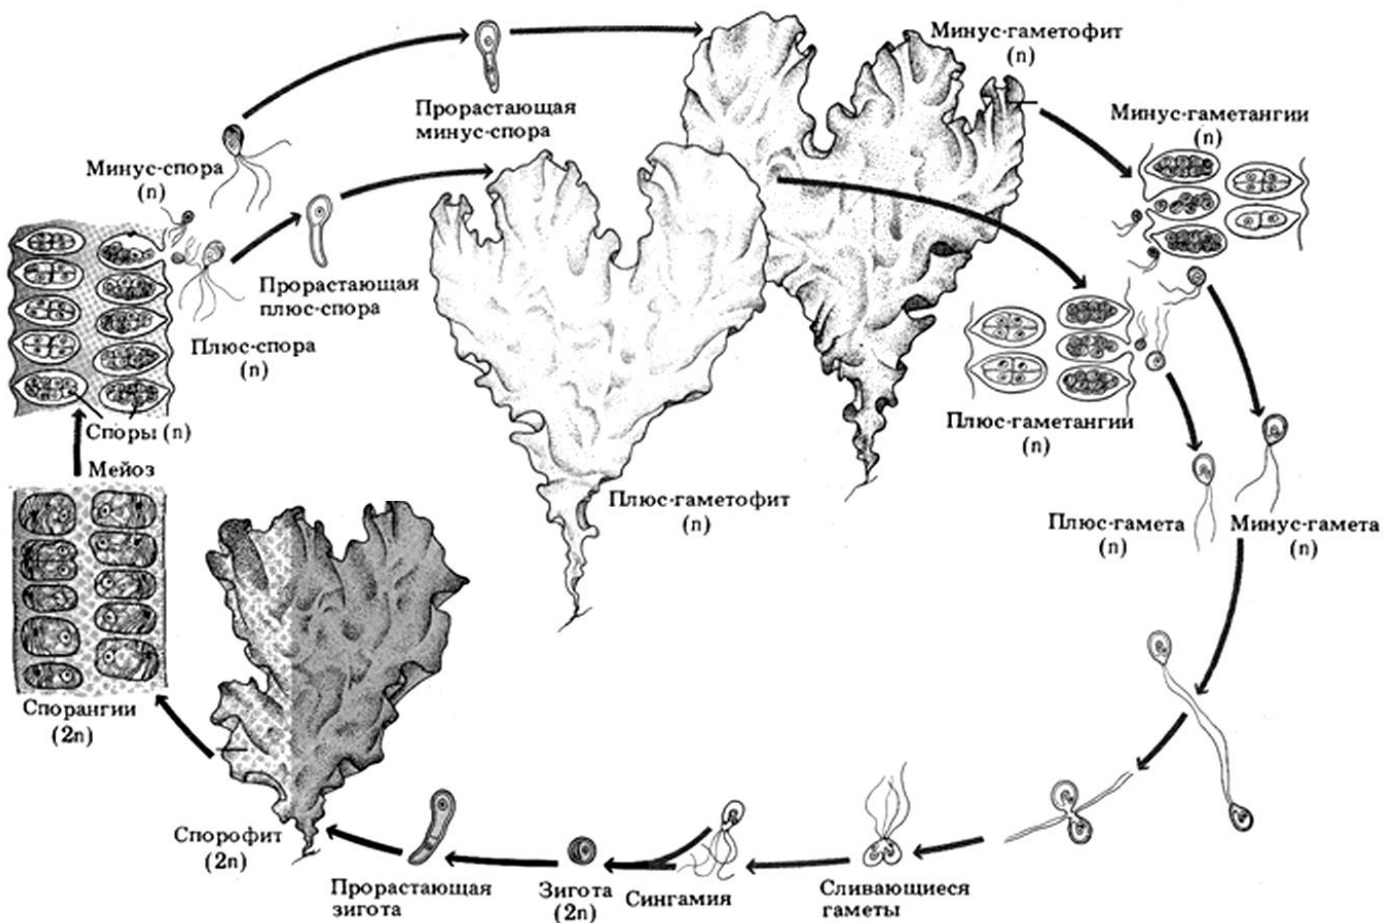 Минус-гаметофит
(n)
Прорастающая
минус-спора
Минус-гаметангии
(n)
Минус-спора
(n)
Прорастающая
плюс-спора
Плюс-спора
(n)
Плюс-гаметангии
(n)
Споры (n)
Мейоз
Плюс-гаметофит
(n)
Плюс-гамета
(n)
Минус-гамета
(n)
Спорангии
(2n)
Спорофит
(2n)
Прорастающая
зигота
Зигота
(2n)
Сингамия
Сливающиеся
гаметы